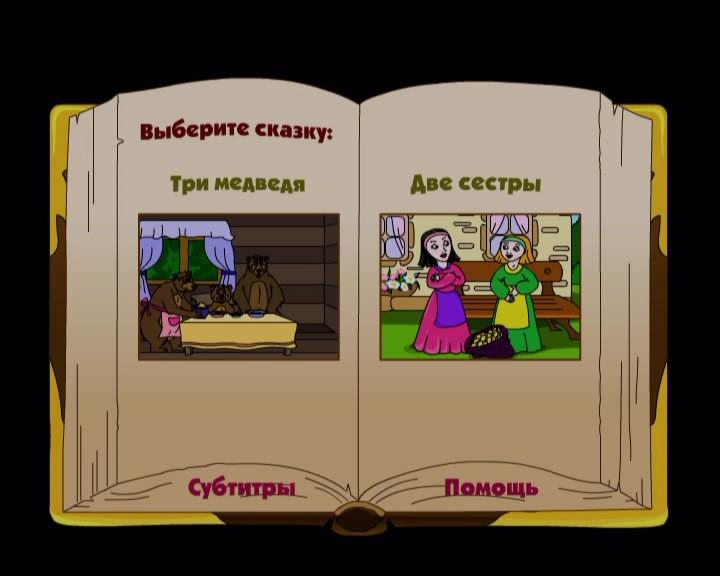 Выберите сказку:
Три медведя
Две сестры
Субтитры
Помощь